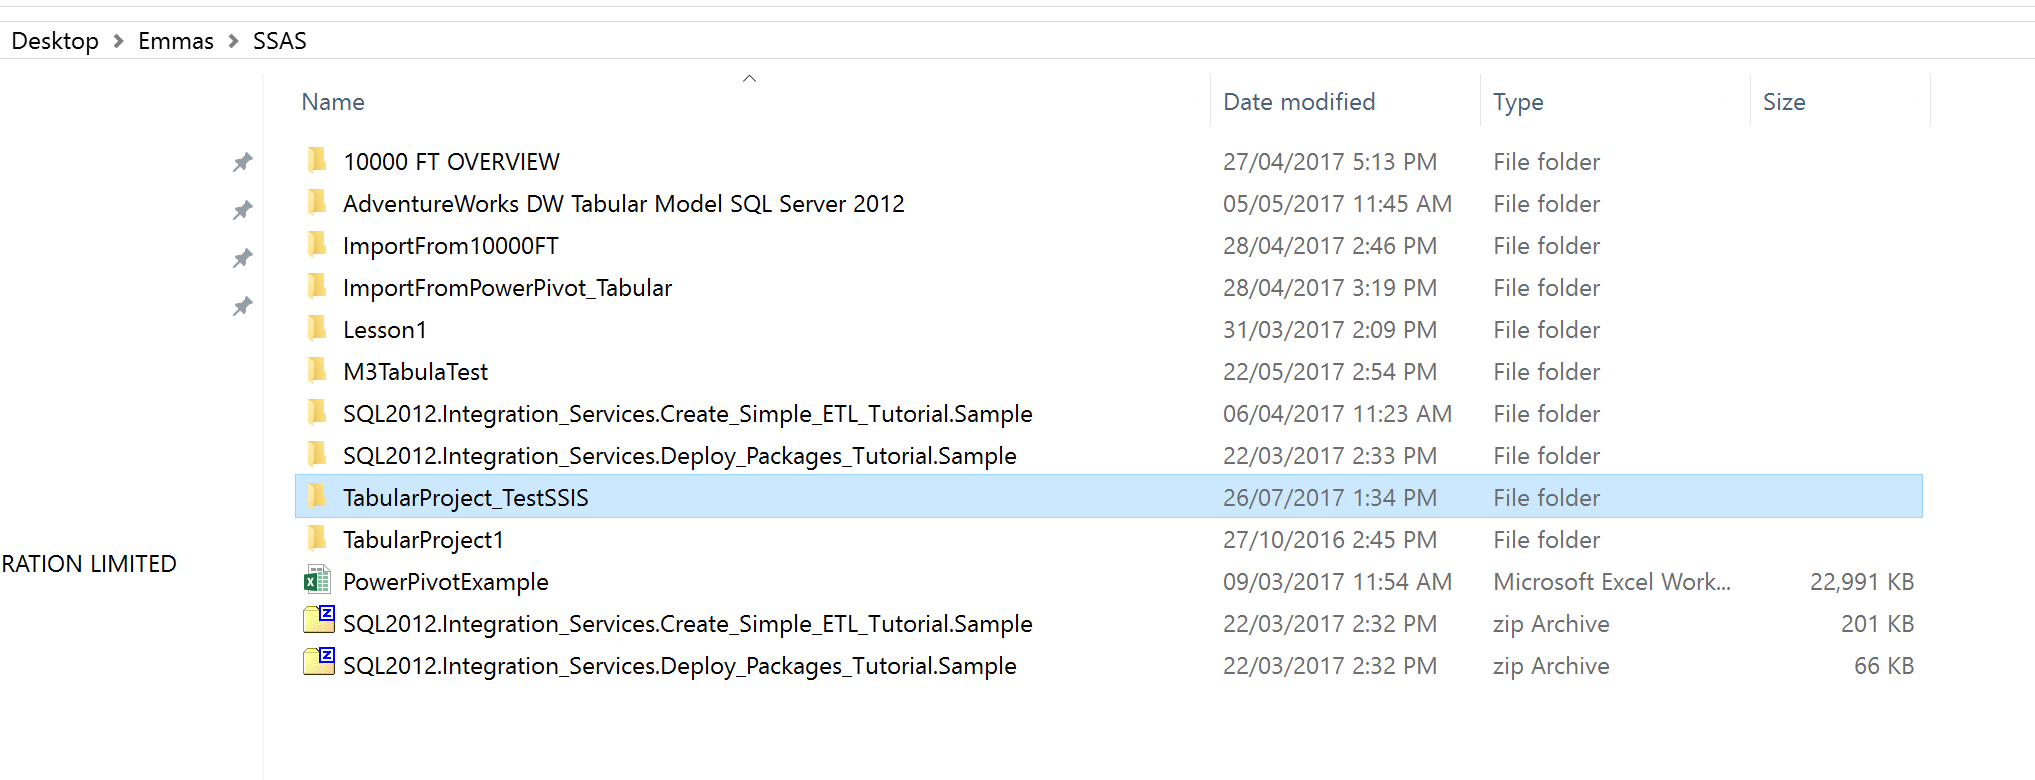 Desktop > Emmas > SSAS
Name Date modified Type Size
10000 FT OVERVIEW 27/04/2017 5:13 PM File folder
AdventureWorks DW Tabular Model SQL Server 2012 05/05/2017 11:45 AM File folder
ImportFrom10000FT 28/04/2017 2:46 PM File folder
ImportFromPowerPivot_Tabular 28/04/2017 3:19 PM File folder
Lesson1 31/03/2017 2:09 PM File folder
M3TabulaTest 22/05/2017 2:54 PM File folder
SQL2012.Integration_Services.Create_Simple_ETL_Tutorial.Sample 06/04/2017 11:23 AM File folder
SQL2012.Integration_Services.Deploy_Packages_Tutorial.Sample 22/03/2017 2:33 PM File folder
TabularProject_TestSSIS 26/07/2017 1:34 PM File folder
TabularProject1 27/10/2016 2:45 PM File folder
RATION LIMITED
PowerPivotExample 09/03/2017 11:54 AM Microsoft Excel Work... 22,991 KB
SQL2012.Integration_Services.Create_Simple_ETL_Tutorial.Sample 22/03/2017 2:32 PM zip Archive 201 KB
SQL2012.Integration_Services.Deploy_Packages_Tutorial.Sample 22/03/2017 2:32 PM zip Archive 66 KB